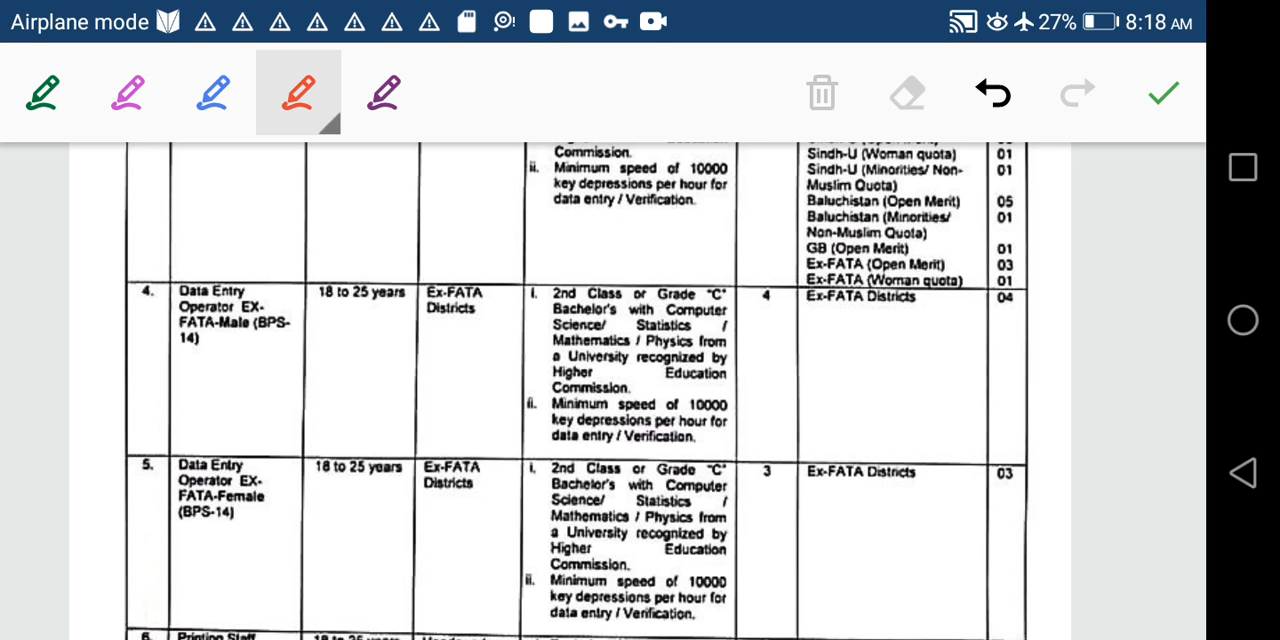 Airplane mode 27% 8:18 AM
Commission.
ii. Minimum speed of 10000
key depressions per hour for
data entry / Verification.
Sindh-U (Woman quota) 01
Sindh-U (Minorities/ Non- 01
Muslim Quota)
Baluchistan (Open Merit) 05
Baluchistan (Minorities/ 01
Non-Muslim Quota)
GB (Open Merit) 01
Ex-FATA (Open Merit) 03
Ex-FATA (Woman quota) 01
4.
Data Entry
Operator EX-
FATA-Male (BPS-
14)
18 to 25 years
Ex-FATA
Districts
i. 2nd Class or Grade "C"
Bachelor's with Computer
Science/ Statistics /
Mathematics / Physics from
a University recognized by
Higher Education
Commission.
ii. Minimum speed of 10000
key depressions per hour for
data entry / Verification.
4
Ex-FATA Districts
04
5.
Data Entry
Operator EX-
FATA-Female
(BPS-14)
18 to 25 years
Ex-FATA
Districts
i. 2nd Class or Grade "C"
Bachelor's with Computer
Science/ Statistics /
Mathematics / Physics from
a University recognized by
Higher Education
Commission.
ii. Minimum speed of 10000
key depressions per hour for
data entry / Verification.
3
Ex-FATA Districts
03
6.
Printing Staff
18 to 25 years